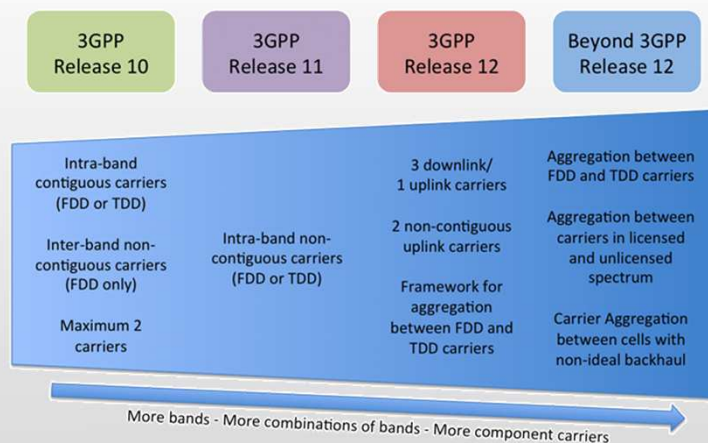 3GPP
Release 10
3GPP
Release 11
3GPP
Release 12
Beyond 3GPP
Release 12
Intra-band
contiguous carriers
(FDD or TDD)
Inter-band non-
contiguous carriers
(FDD only)
Maximum 2
carriers
Intra-band non-
contiguous carriers
(FDD or TDD)
3 downlink/
1 uplink carriers
2 non-contiguous
uplink carriers
Framework for
aggregation
between FDD and
TDD carriers
Aggregation between
FDD and TDD carriers
Aggregation between
carriers in licensed
and unlicensed
spectrum
Carrier Aggregation
between cells with
non-ideal backhaul
More bands - More combinations of bands - More component carriers